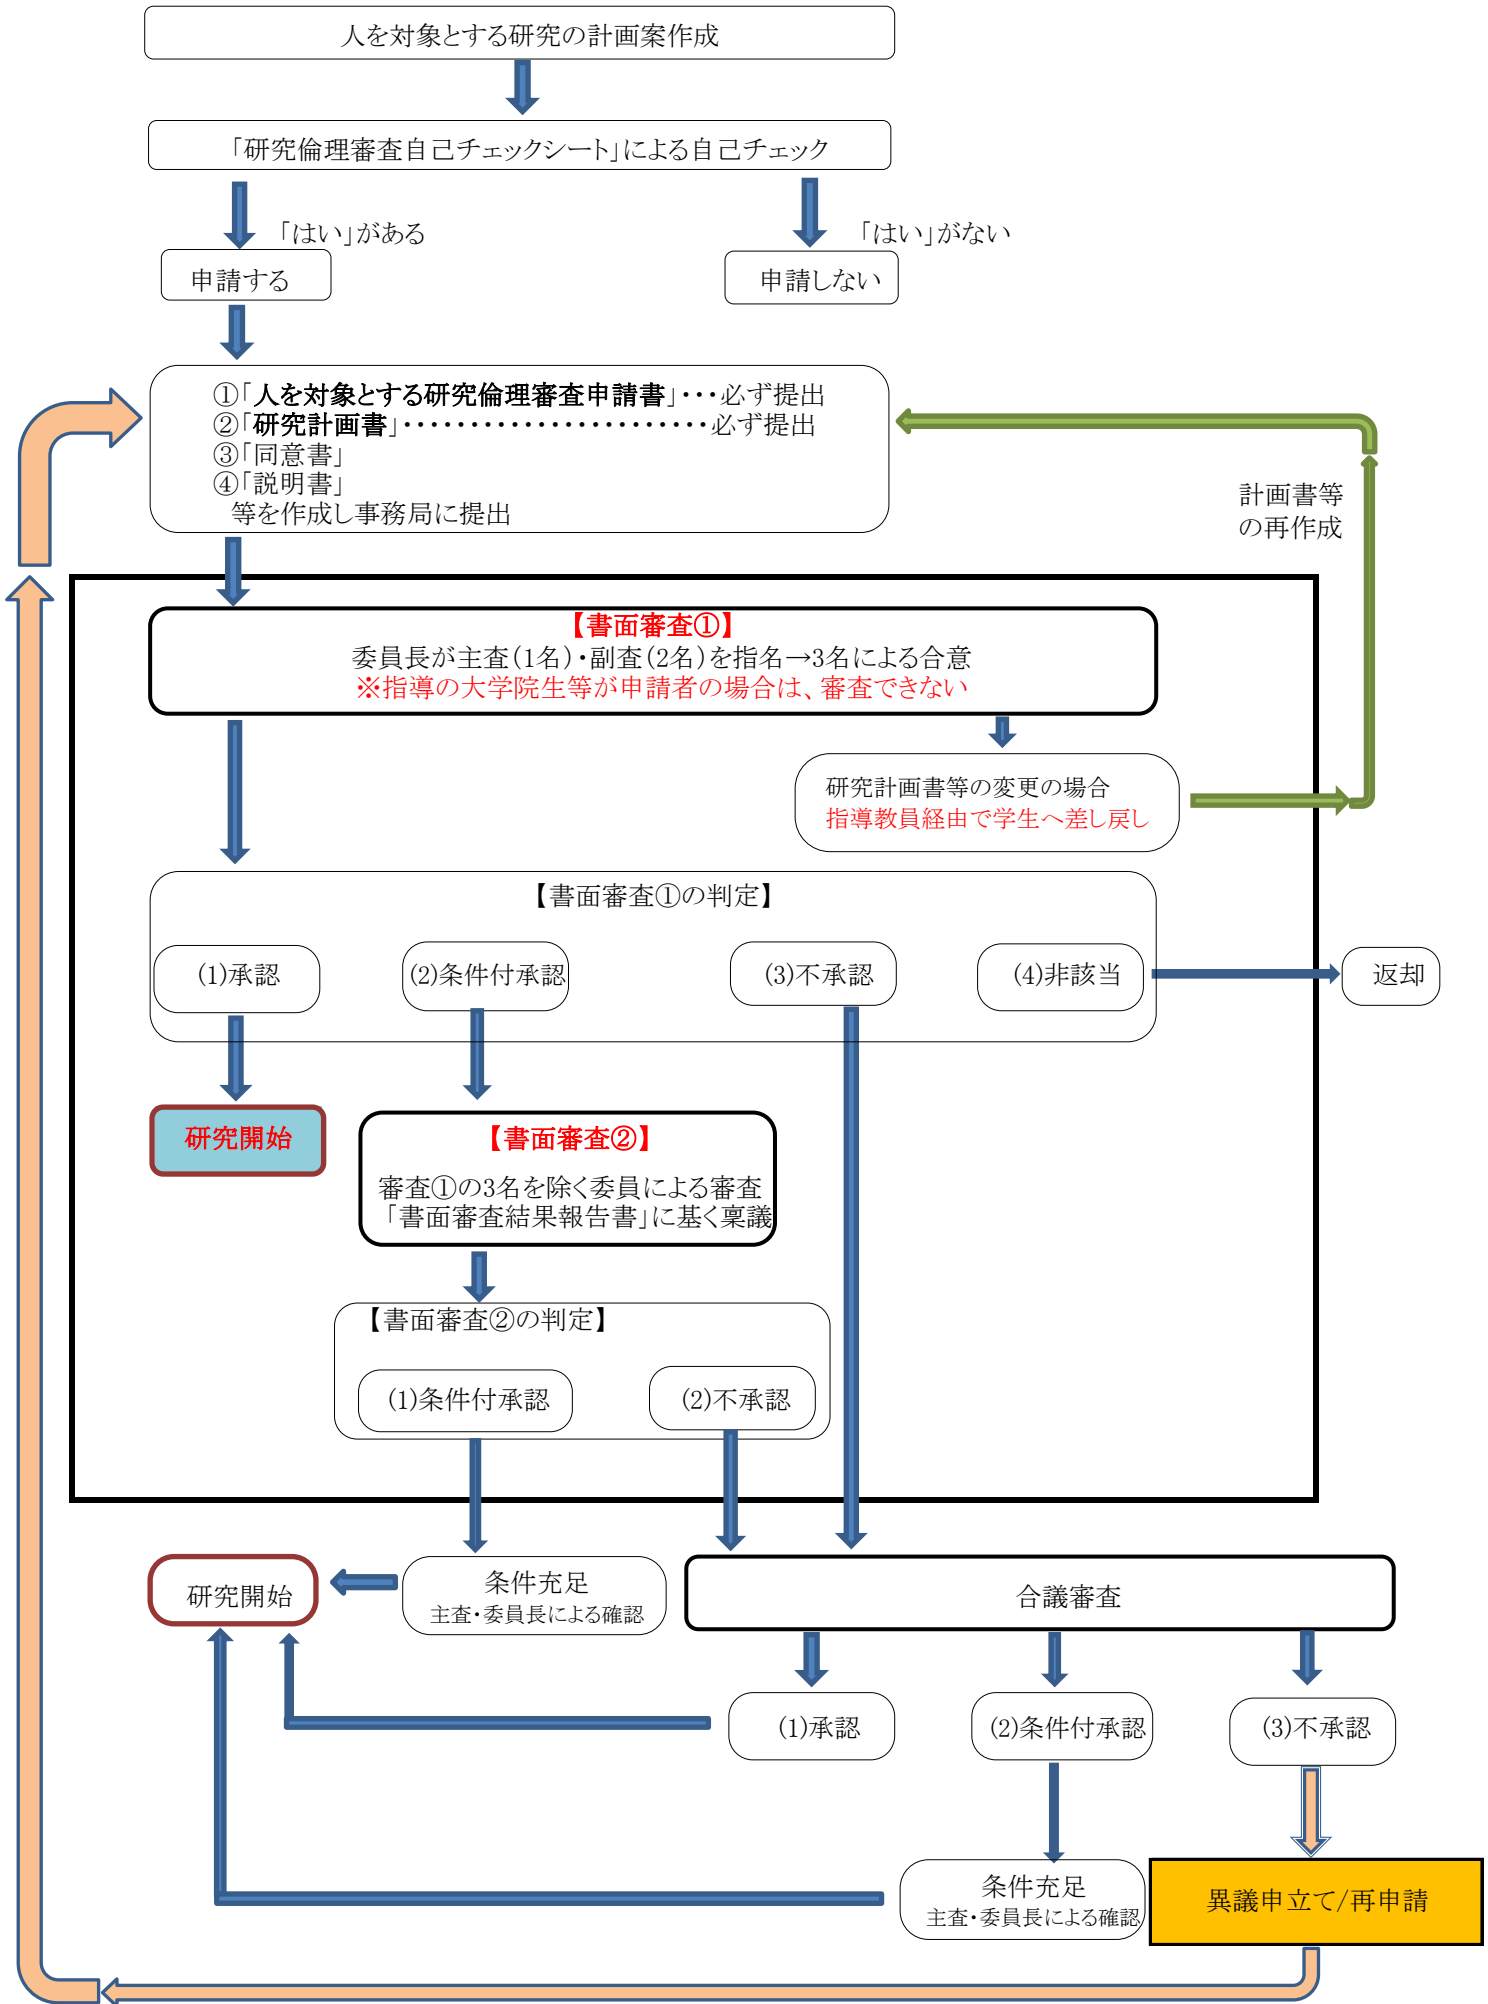 人を対象とする研究の計画案作成
「研究倫理審査自己チェックシート」による自己チェック
「はい」がある
「はい」がない
申請する
申請しない
①「人を対象とする研究倫理審査申請書」・・・必ず提出
②「研究計画書」・・・・・・・・・・・・・・・・・・・・・・・必ず提出
③「同意書」
④「説明書」
等を作成し事務局に提出
計画書等
の再作成
【書面審査①】
委員長が主査(1名)・副査(2名)を指名→3名による合意
※指導の大学院生等が申請者の場合は、審査できない
研究計画書等の変更の場合
指導教員経由で学生へ差し戻し
【書面審査①の判定】
(1)承認
(2)条件付承認
(3)不承認
(4)非該当
返却
研究開始
【書面審査②】
審査①の3名を除く委員による審査
「書面審査結果報告書」に基く稟議
【書面審査②の判定】
(1)条件付承認
(2)不承認
研究開始
条件充足
主査・委員長による確認
合議審査
(1)承認
(2)条件付承認
(3)不承認
条件充足
主査・委員長による確認
異議申立て/再申請